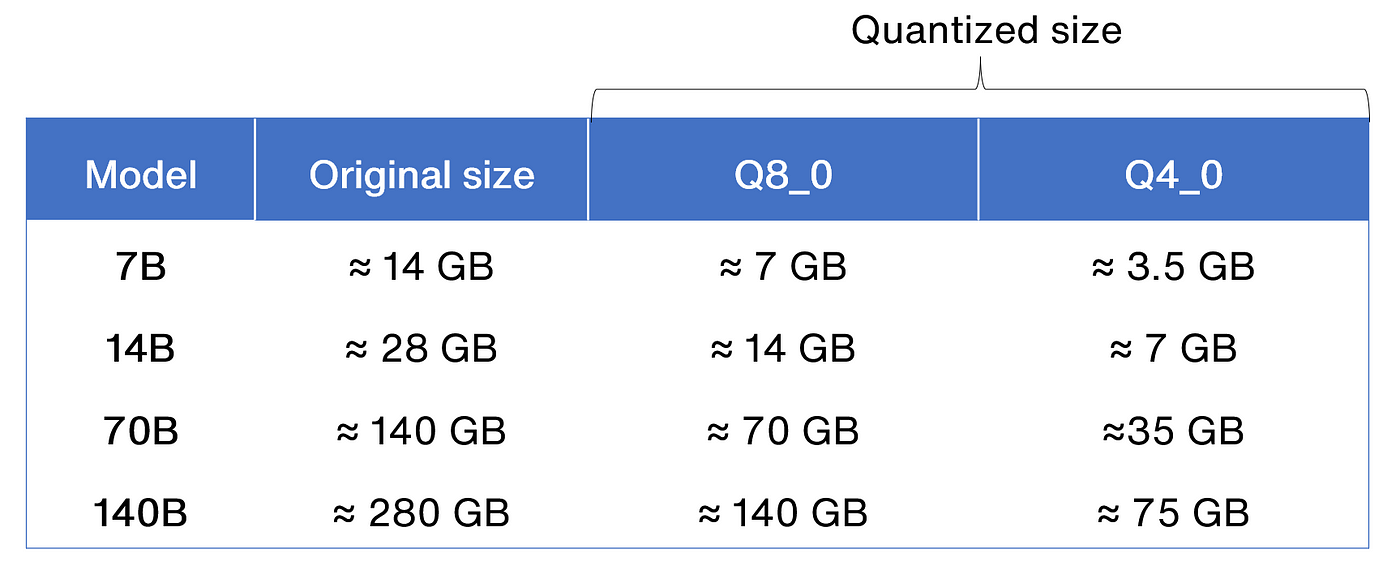 Quantized size
Model Original size Q8_0 Q4_0
7B ≈ 14 GB ≈ 7 GB ≈ 3.5 GB
14B ≈ 28 GB ≈ 14 GB ≈ 7 GB
70B ≈ 140 GB ≈ 70 GB ≈35 GB
140B ≈ 280 GB ≈ 140 GB ≈ 75 GB